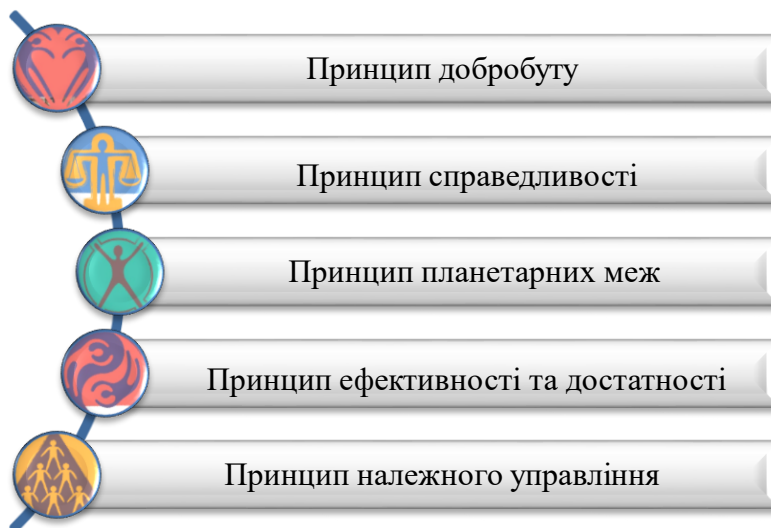 Принцип добробуту
Принцип справедливості
Принцип планетарних меж
Принцип ефективності та достатності
Принцип належного управління